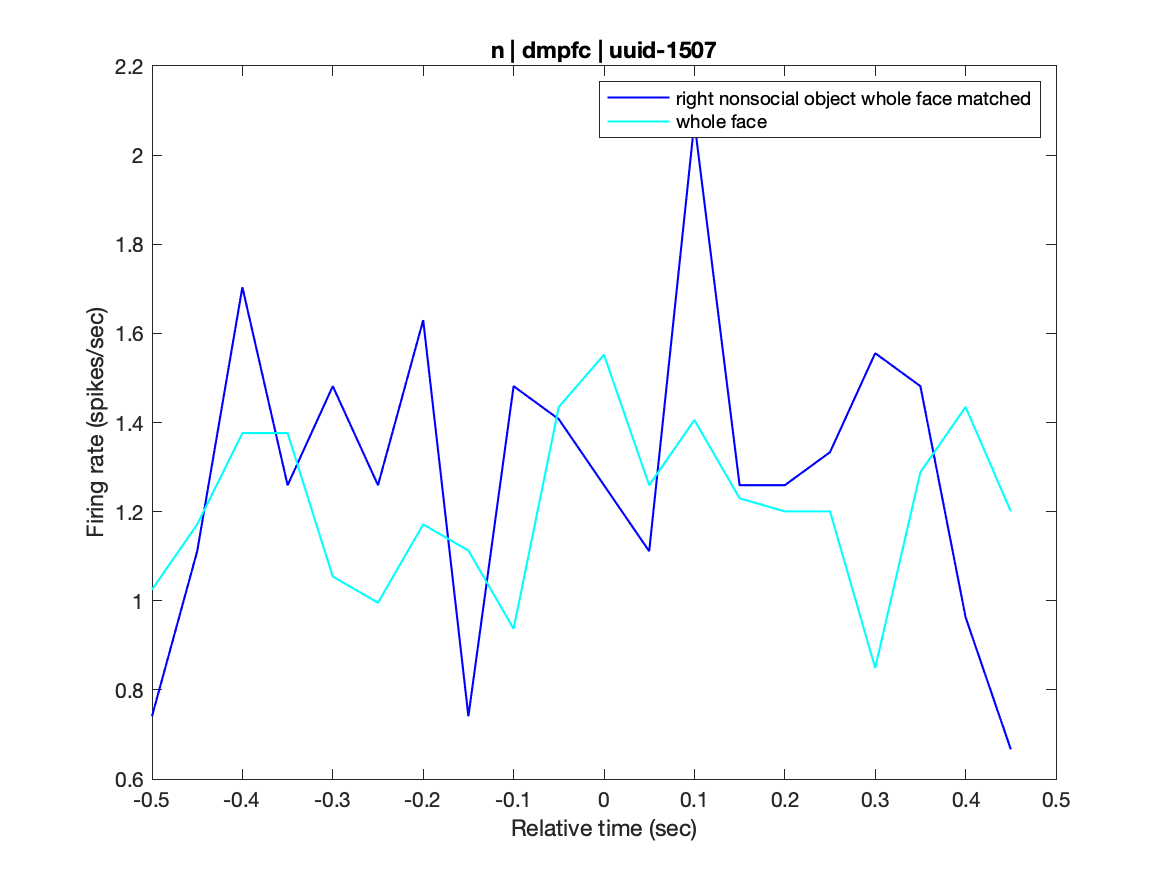 n | dmpfc | uuid-1507
right nonsocial object whole face matched
whole face
2.2
2
1.8
1.6
1.4
1.2
1
0.8
0.6
Firing rate (spikes/sec)
-0.5 -0.4 -0.3 -0.2 -0.1 0 0.1 0.2 0.3 0.4 0.5
Relative time (sec)